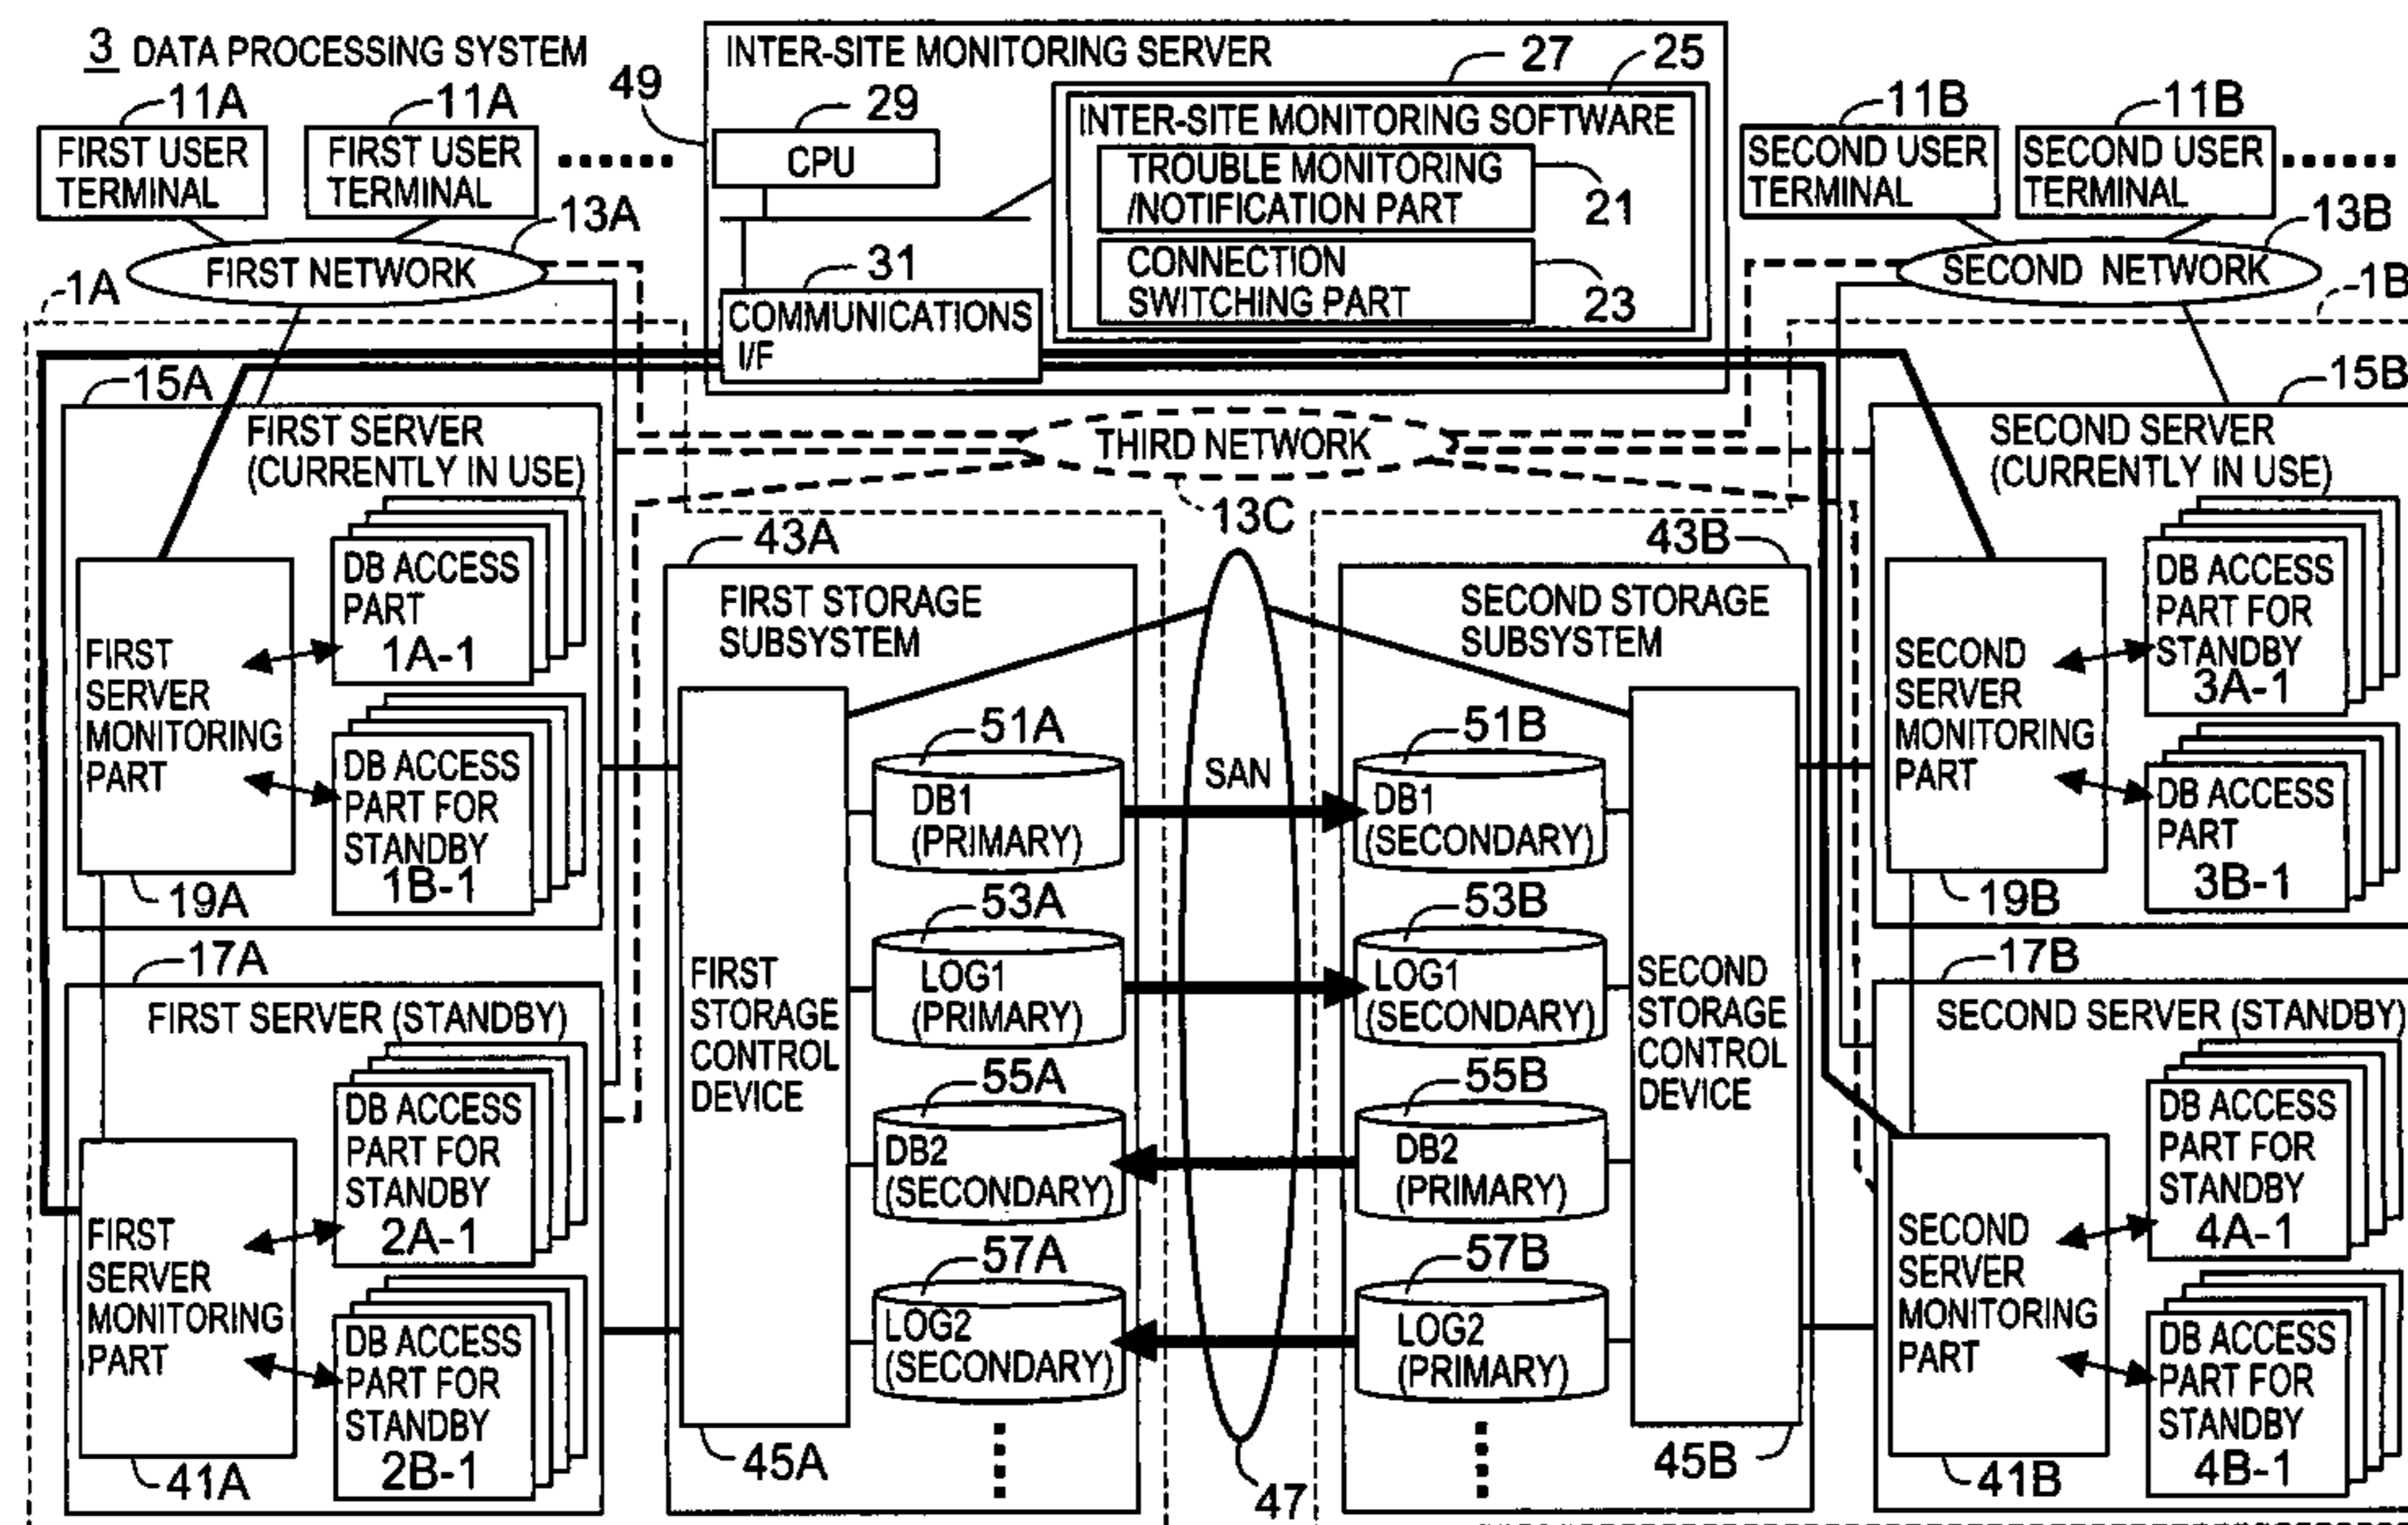 3 DATA PROCESSING SYSTEM
11A
11A
FIRST USER
TERMINAL
FIRST USER
TERMINAL
13A
FIRST NETWORK
1A
INTER-SITE MONITORING SERVER
49
29
CPU
27
25
INTER-SITE MONITORING SOFTWARE
TROUBLE MONITORING
/NOTIFICATION PART
21
CONNECTION
SWITCHING PART
23
31
COMMUNICATIONS
I/F
11B
11B
SECOND USER
TERMINAL
SECOND USER
TERMINAL
13B
SECOND NETWORK
1B
THIRD NETWORK
13C
15A
FIRST SERVER
(CURRENTLY IN USE)
FIRST
SERVER
MONITORING
PART
19A
DB ACCESS
PART
1A-1
DB ACCESS
PART FOR
STANDBY
1B-1
17A
FIRST SERVER (STANDBY)
FIRST
SERVER
MONITORING
PART
41A
DB ACCESS
PART FOR
STANDBY
2A-1
DB ACCESS
PART FOR
STANDBY
2B-1
43A
FIRST STORAGE
SUBSYSTEM
FIRST
STORAGE
CONTROL
DEVICE
45A
51A
DB1
(PRIMARY)
53A
LOG1
(PRIMARY)
55A
DB2
(SECONDARY)
57A
LOG2
(SECONDARY)
SAN
47
43B
SECOND STORAGE
SUBSYSTEM
51B
DB1
(SECONDARY)
53B
LOG1
(SECONDARY)
55B
DB2
(PRIMARY)
57B
LOG2
(PRIMARY)
SECOND
STORAGE
CONTROL
DEVICE
45B
15B
SECOND SERVER
(CURRENTLY IN USE)
SECOND
SERVER
MONITORING
PART
19B
DB ACCESS
PART FOR
STANDBY
3A-1
DB ACCESS
PART
3B-1
17B
SECOND SERVER (STANDBY)
SECOND
SERVER
MONITORING
PART
41B
DB ACCESS
PART FOR
STANDBY
4A-1
DB ACCESS
PART FOR
STANDBY
4B-1